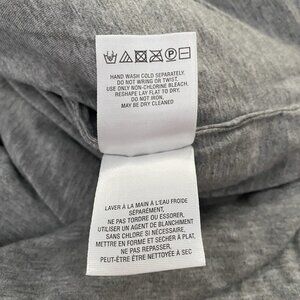 HAND WASH COLD SEPARATELY.
DO NOT WRING OR TWIST.
USE ONLY NON-CHLORINE BLEACH.
RESHAPE LAY FLAT TO DRY.
DO NOT IRON,
MAY BE DRY CLEANED
LAVER À LA MAIN À L'EAU FROIDE
SÉPARÉMENT,
NE PAS TORDRE OU ESSORER,
UTILISER UN AGENT DE BLANCHIMENT
SANS CHLORE SI NÉCESSAIRE.
METTRE EN FORME ET SÉCHER À PLAT,
NE PAS REPASSER,
PEUT-ÊTRE NETTOYÉE À SEC